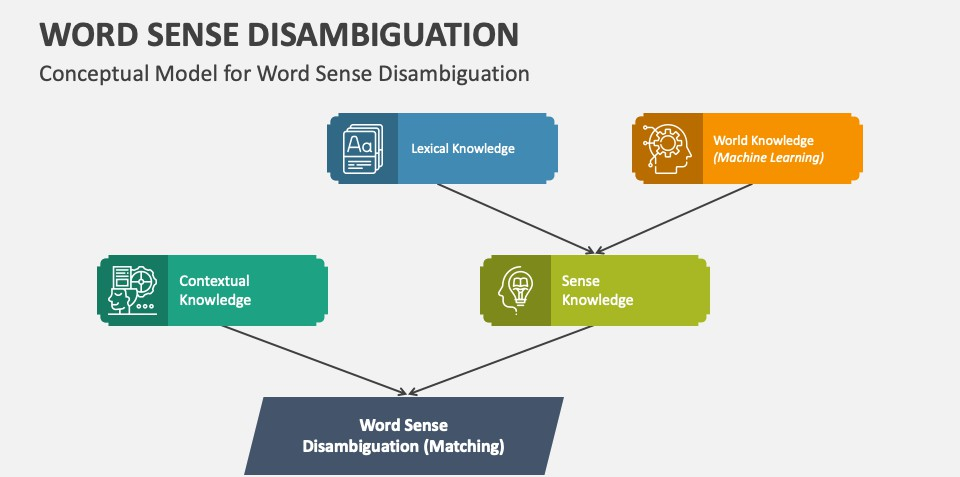 WORD SENSE DISAMBIGUATION
Conceptual Model for Word Sense Disambiguation
Aa
Lexical Knowledge
World Knowledge
(Machine Learning)
Contextual
Knowledge
Sense
Knowledge
Word Sense
Disambiguation (Matching)